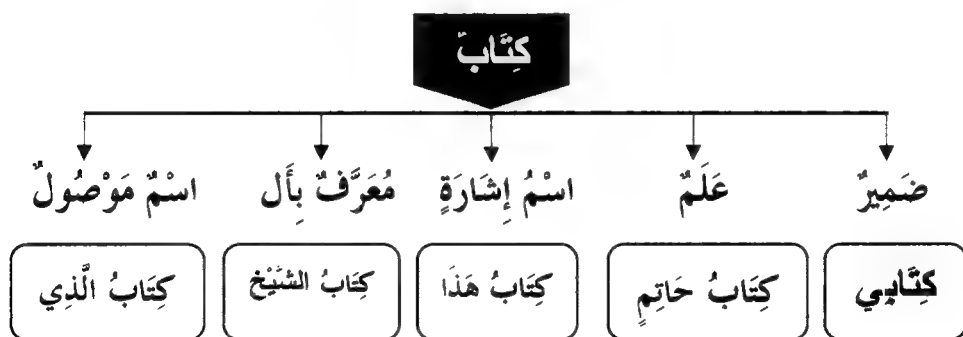 كِتَابٌ
ضَمِيرٌ عَلَمٌ اسْمُ إِشَارَةٍ مُعَرَّفٌ بِأَل اسْمٌ مَوْصُولٌ
كِتَابِي كِتَابُ حَاتِمٍ كِتَابُ هَذَا كِتَابُ الشَّيْخِ كِتَابُ الَّذِي